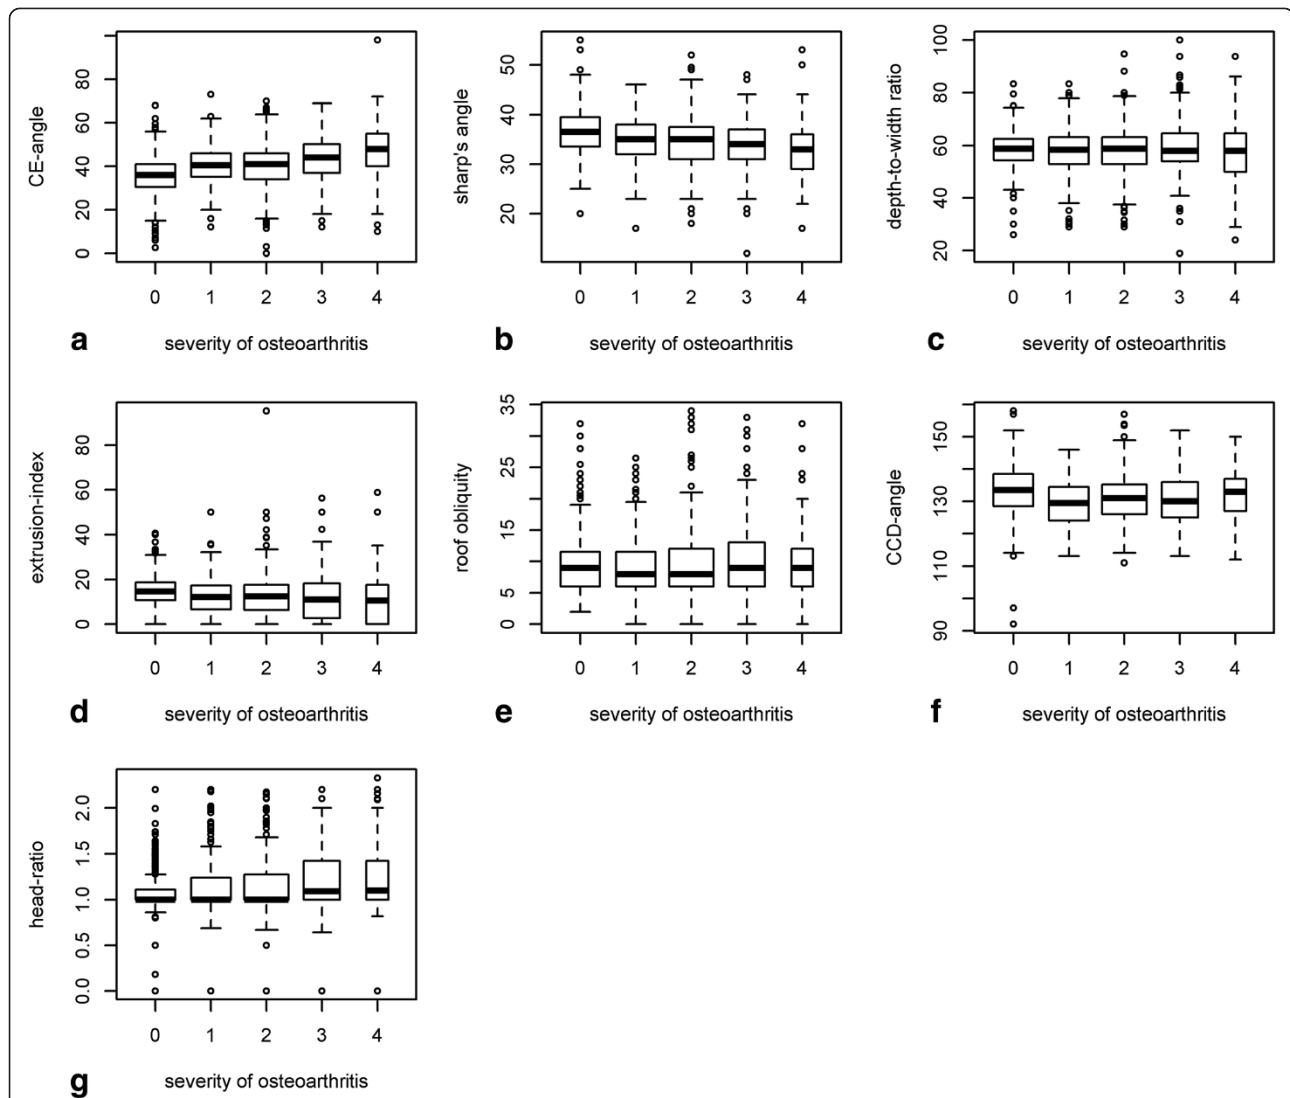 CE-angle
0 20 40 60 80
0 1 2 3 4
a severity of osteoarthritis
sharp's angle
20 30 40 50
0 1 2 3 4
b severity of osteoarthritis
depth-to-width ratio
20 40 60 80 100
0 1 2 3 4
c severity of osteoarthritis
extrusion-index
0 20 40 60 80
0 1 2 3 4
d severity of osteoarthritis
roof obliquity
0 5 15 25 35
0 1 2 3 4
e severity of osteoarthritis
CCD-angle
90 110 130 150
0 1 2 3 4
f severity of osteoarthritis
head-ratio
0.0 0.5 1.0 1.5 2.0
0 1 2 3 4
g severity of osteoarthritis